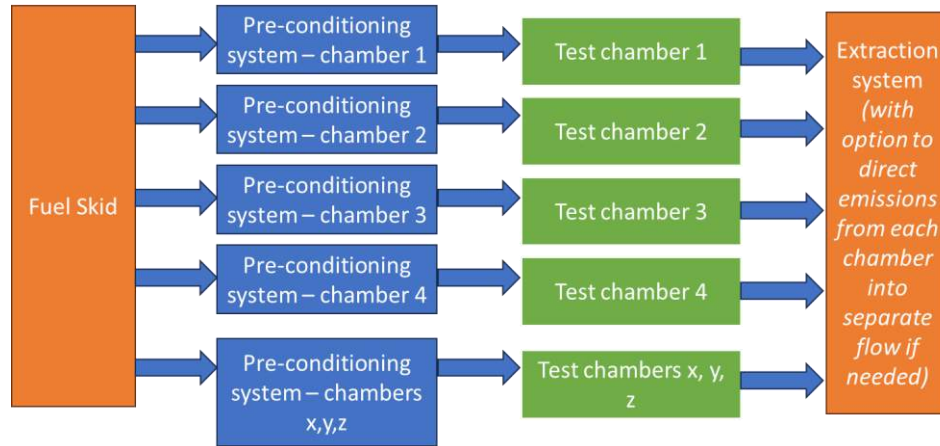 Fuel Skid
Pre-conditioning
system – chamber 1
Test chamber 1
Pre-conditioning
system – chamber 2
Test chamber 2
Pre-conditioning
system – chamber 3
Test chamber 3
Pre-conditioning
system – chamber 4
Test chamber 4
Pre-conditioning
system – chambers
x,y,z
Test chambers x, y,
z
Extraction
system
(with
option to
direct
emissions
from each
chamber
into
separate
flow if
needed)